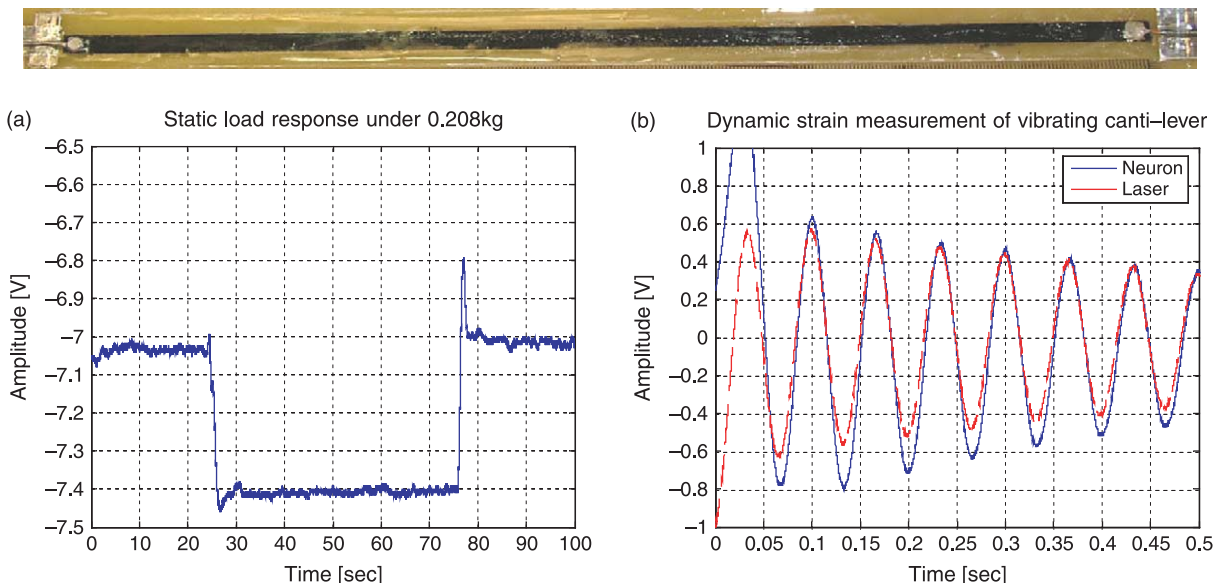 (a) Static load response under 0.208kg
Amplitude [V]
−6.5
−6.6
−6.7
−6.8
−6.9
−7
−7.1
−7.2
−7.3
−7.4
−7.5
0 10 20 30 40 50 60 70 80 90 100
Time [sec]
(b) Dynamic strain measurement of vibrating canti–lever
Neuron
Laser
Amplitude [V]
1
0.8
0.6
0.4
0.2
0
−0.2
−0.4
−0.6
−0.8
−1
0 0.05 0.1 0.15 0.2 0.25 0.3 0.35 0.4 0.45 0.5
Time [sec]